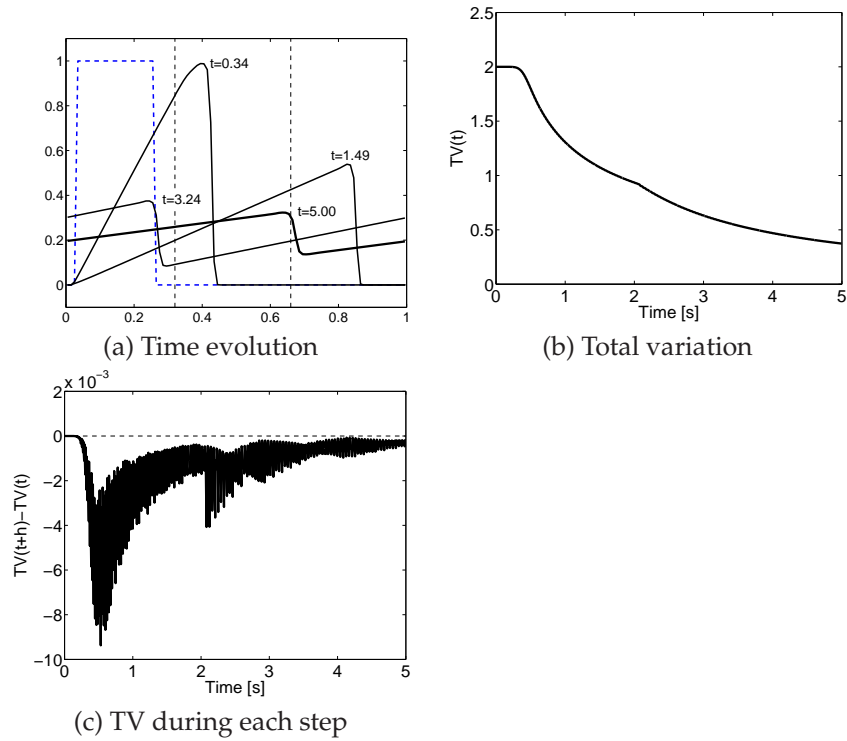 1
0.8
0.6
0.4
0.2
0
0 0.2 0.4 0.6 0.8 1
t=0.34
t=1.49
t=3.24
t=5.00
(a) Time evolution
2.5
2
1.5
1
0.5
0
0 1 2 3 4 5
TV(t)
Time [s]
(b) Total variation
2 x 10⁻³
0
−2
−4
−6
−8
−10
0 1 2 3 4 5
TV(t+h)−TV(t)
Time [s]
(c) TV during each step